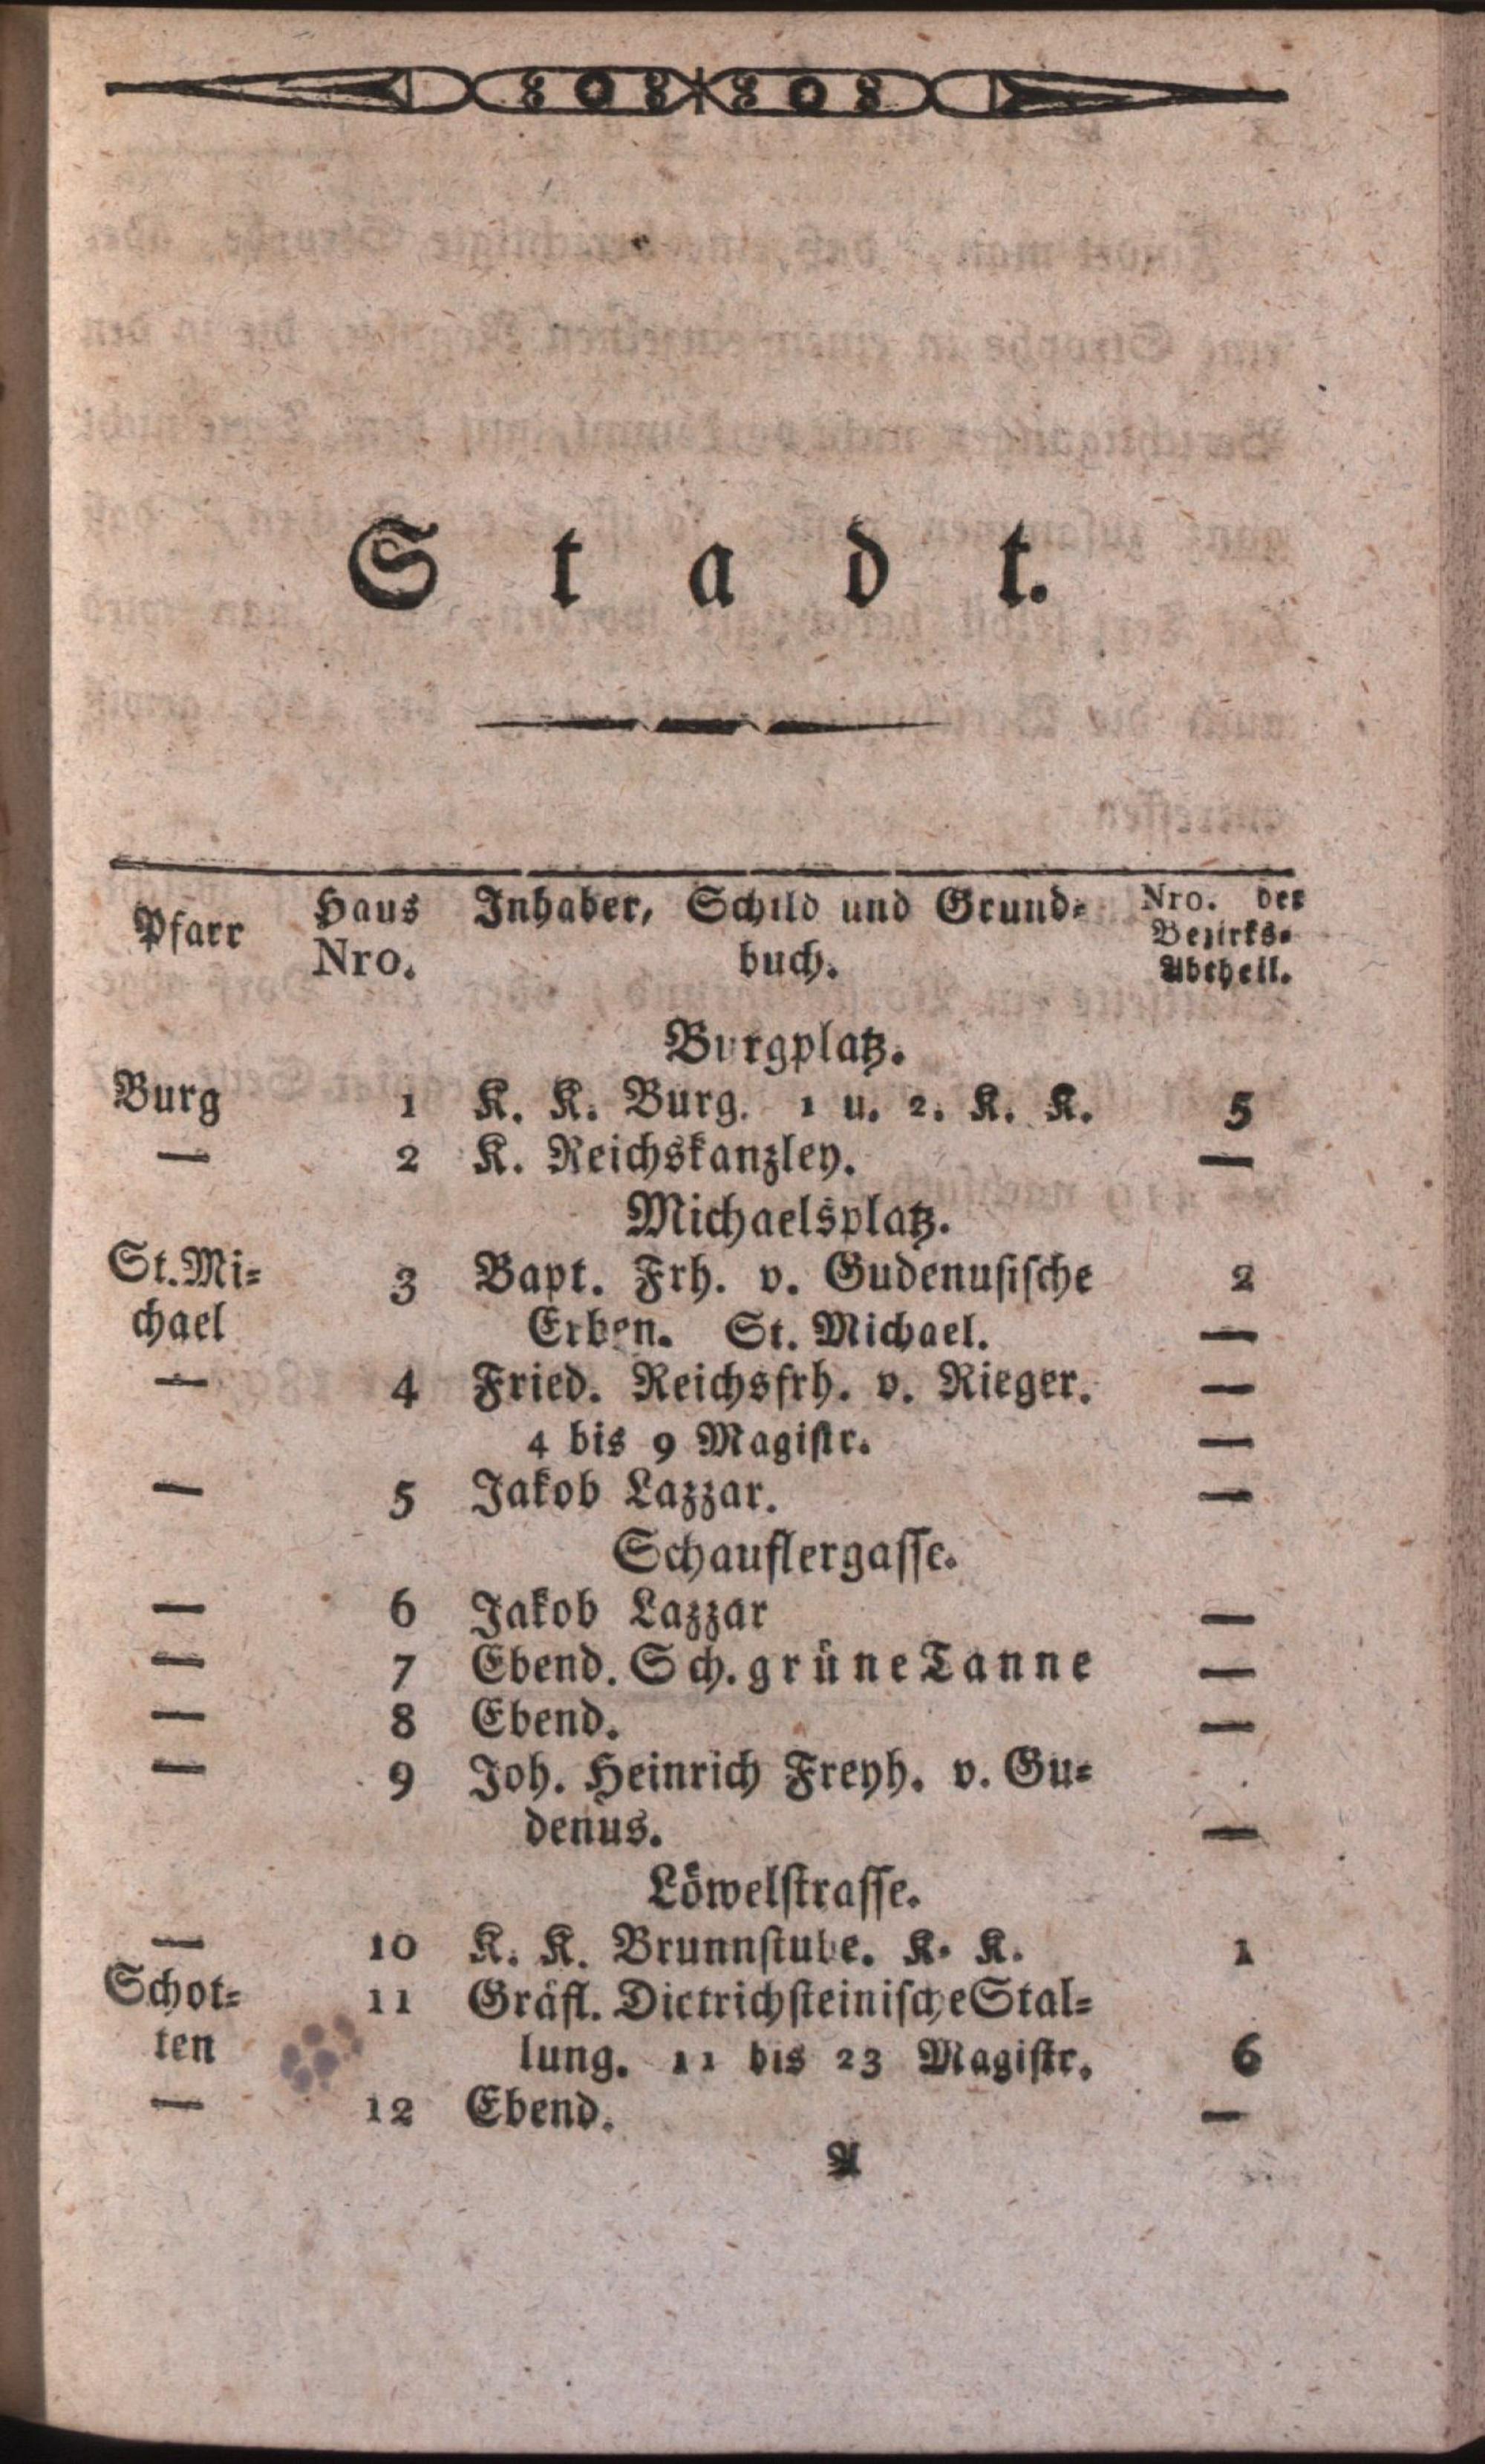 Stadt.
Pfarr Haus Nro. Inhaber, Schild und Grund= buch. Nro. der Bezirks= Abtheil.
Burgplatz.
Burg 1 K. K. Burg. 1 u. 2. K. K. 5
— 2 K. Reichskanzley. —
Michaelsplatz.
St. Mi= 3 Bapt. Frh. v. Gudenusische 2
chael Erben. St. Michael. —
— 4 Fried. Reichsfrh. v. Rieger. —
4 bis 9 Magistr. —
— 5 Jakob Lazzar. —
Schauflergasse.
— 6 Jakob Lazzar —
— 7 Ebend. Sch. grüne Tanne —
— 8 Ebend. —
— 9 Joh. Heinrich Freyh. v. Gu=
denus. —
Löwelstrasse.
— 10 K. K. Brunnstube. K. K. 1
Schot= 11 Gräfl. Dietrichsteinische Stal=
ten lung. 11 bis 23 Magistr. 6
— 12 Ebend. —
A